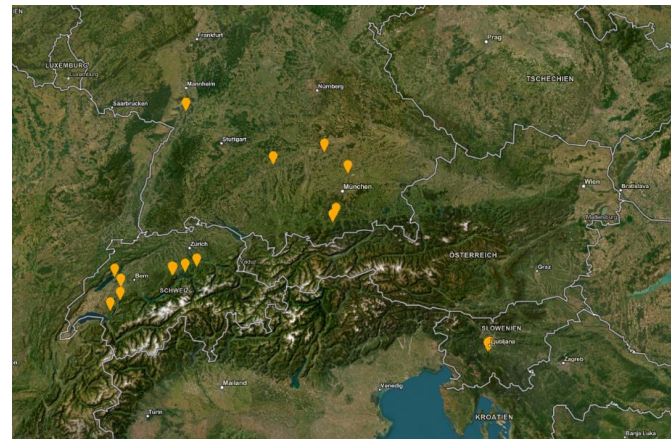 Frankfurt
Prag
LUXEMBURG
Luxemburg
TSCHECHIEN
Mannheim
Nürnberg
Saarbrücken
Stuttgart
München
Wien
Bratislava
Zürich
Vaduz
ÖSTERREICH
Bern
Graz
SCHWEIZ
SLOWENIEN
Ljubljana
Zagreb
Mailand
Venedig
Turin
KROATIEN
Banja Luka